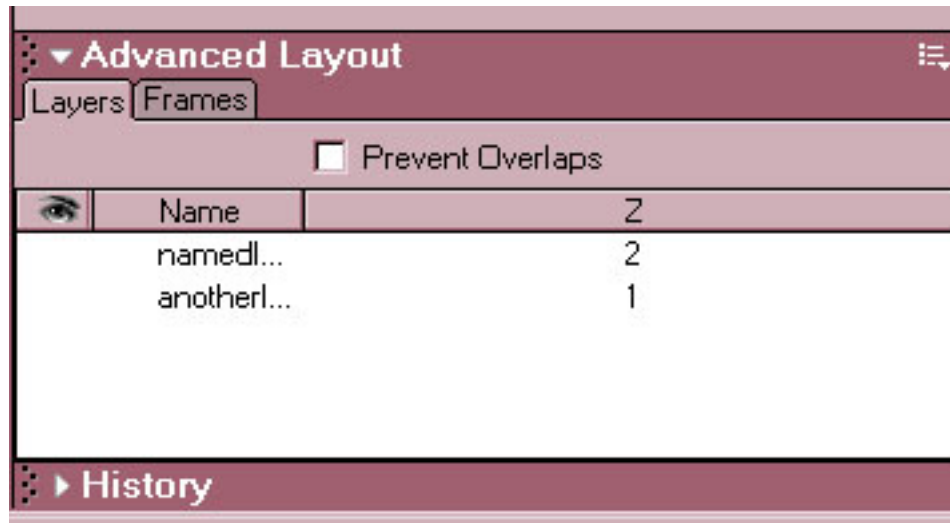 Advanced Layout
Layers Frames
Prevent Overlaps
Name Z
namedl... 2
anotherl... 1
History